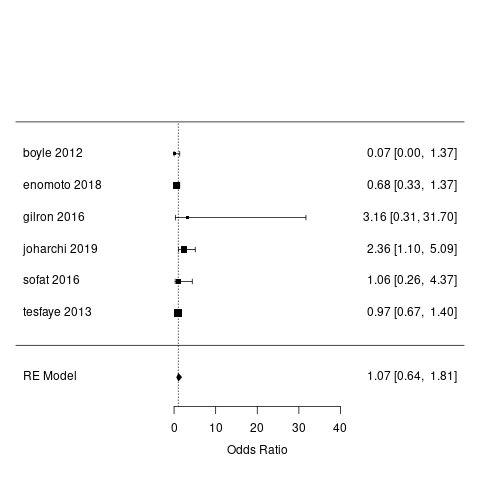 boyle 2012 0.07 [0.00, 1.37]
enomoto 2018 0.68 [0.33, 1.37]
gilron 2016 3.16 [0.31, 31.70]
joharchi 2019 2.36 [1.10, 5.09]
sofat 2016 1.06 [0.26, 4.37]
tesfaye 2013 0.97 [0.67, 1.40]
RE Model 1.07 [0.64, 1.81]
0 10 20 30 40
Odds Ratio